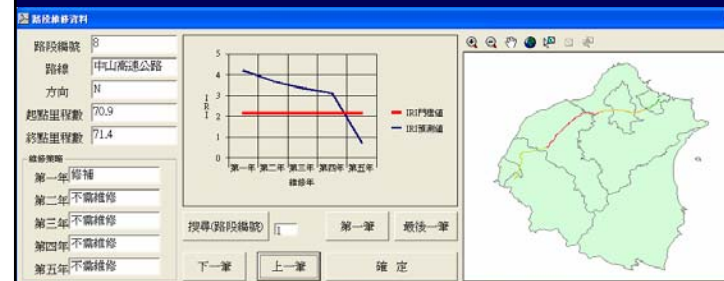 路段維修資料
路段編號 8
路線 中山高速公路
方向 N
起點里程數 70.9
終點里程數 71.4
維修策略
第一年 修補
第二年 不需維修
第三年 不需維修
第四年 不需維修
第五年 不需維修
5
4
3
2
1
0
IRI
第一年 第二年 第三年 第四年 第五年
維修年
IRI門檻值
IRI預測值
搜尋(路段編號) 1
第一筆
最後一筆
下一筆
上一筆
確 定